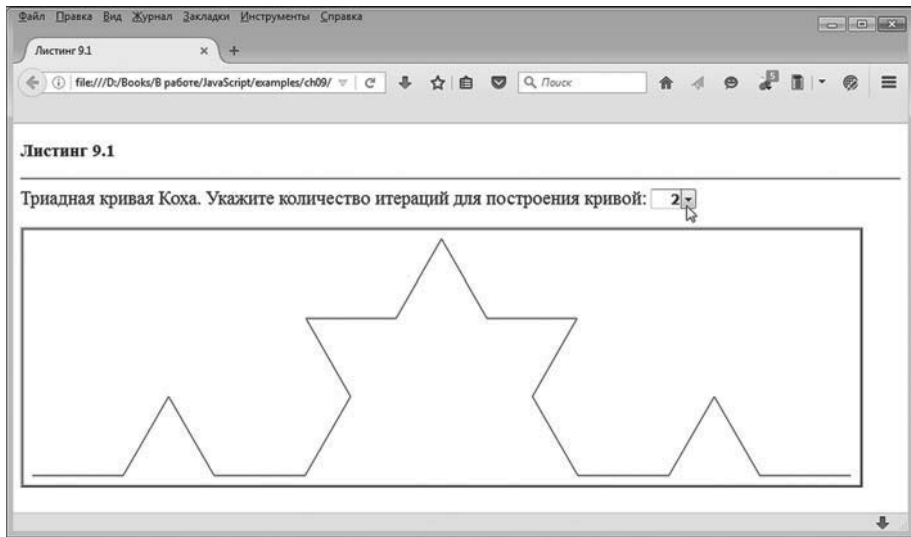 Файл Правка Вид Журнал Закладки Инструменты Справка
Листинг 9.1
file:///D:/Books/В работе/JavaScript/examples/ch09/
Поиск
5
Листинг 9.1
Триадная кривая Коха. Укажите количество итераций для построения кривой: 2